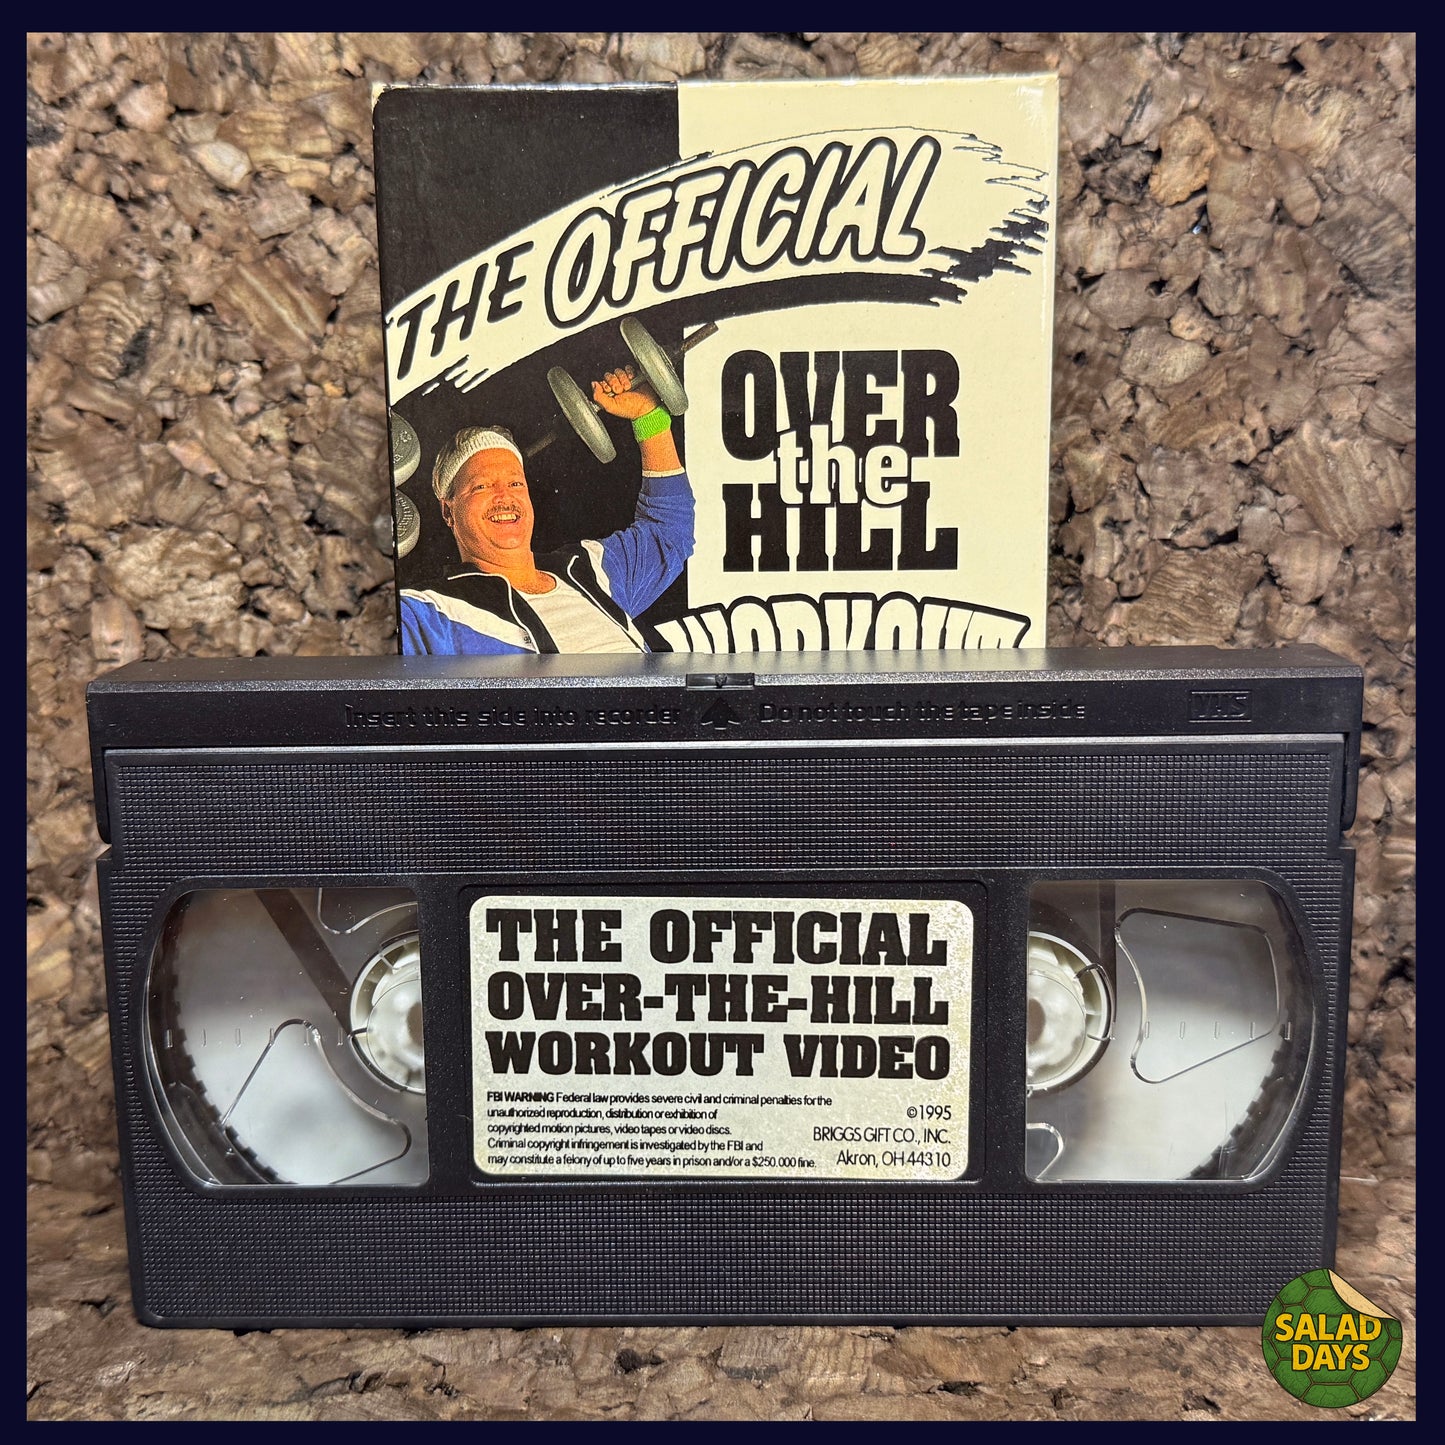 THE OFFICIAL
OVER
the
HILL
WORKOUT
Insert this side into recorder Do not touch the tape inside VHS
THE OFFICIAL
OVER-THE-HILL
WORKOUT VIDEO
FBI WARNING Federal law provides severe civil and criminal penalties for the
unauthorized reproduction, distribution or exhibition of
copyrighted motion pictures, video tapes or video discs.
Criminal copyright infringement is investigated by the FBI and
may constitute a felony of up to five years in prison and/or a $250.000 fine.
©1995
BRIGGS GIFT CO., INC.
Akron, OH 44310
SALAD
DAYS